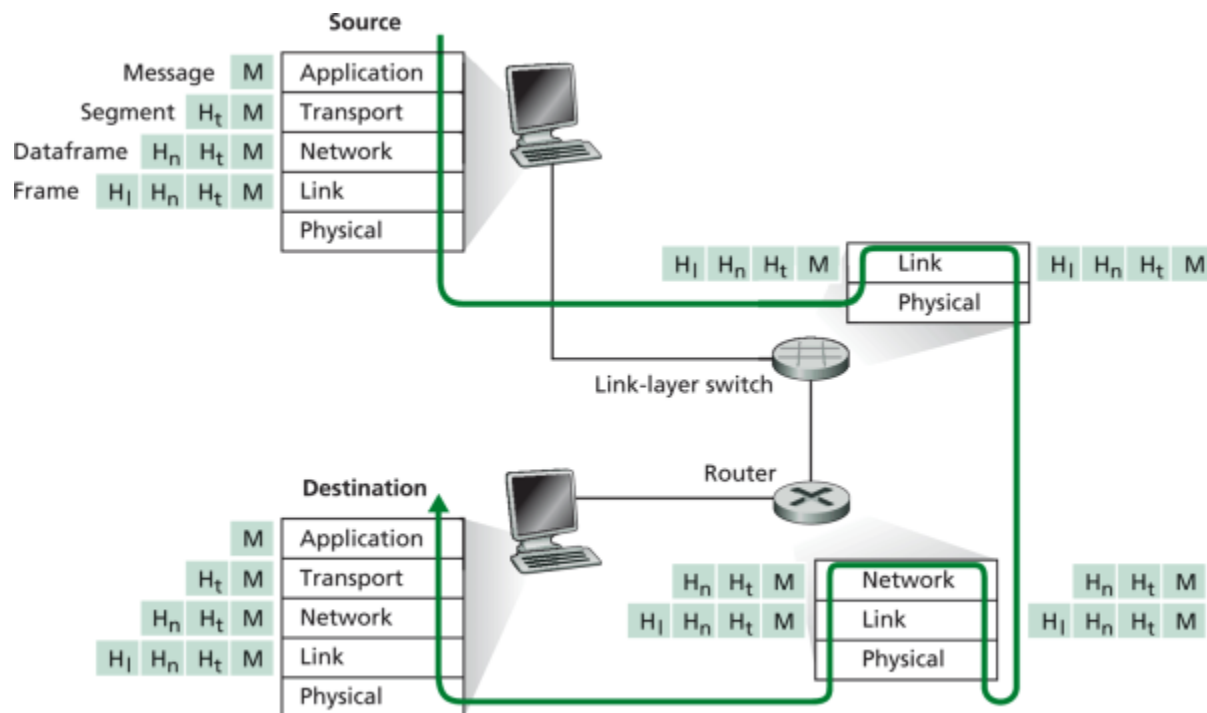 Source
Message M Application
Segment Ht M Transport
Dataframe Hn Ht M Network
Frame Hl Hn Ht M Link
Physical
Hl Hn Ht M Link Hl Hn Ht M
Physical
Link-layer switch
Router
Destination
M Application
Ht M Transport
Hn Ht M Network
Hl Hn Ht M Link
Physical
Hn Ht M Network Hn Ht M
Hl Hn Ht M Link Hl Hn Ht M
Physical